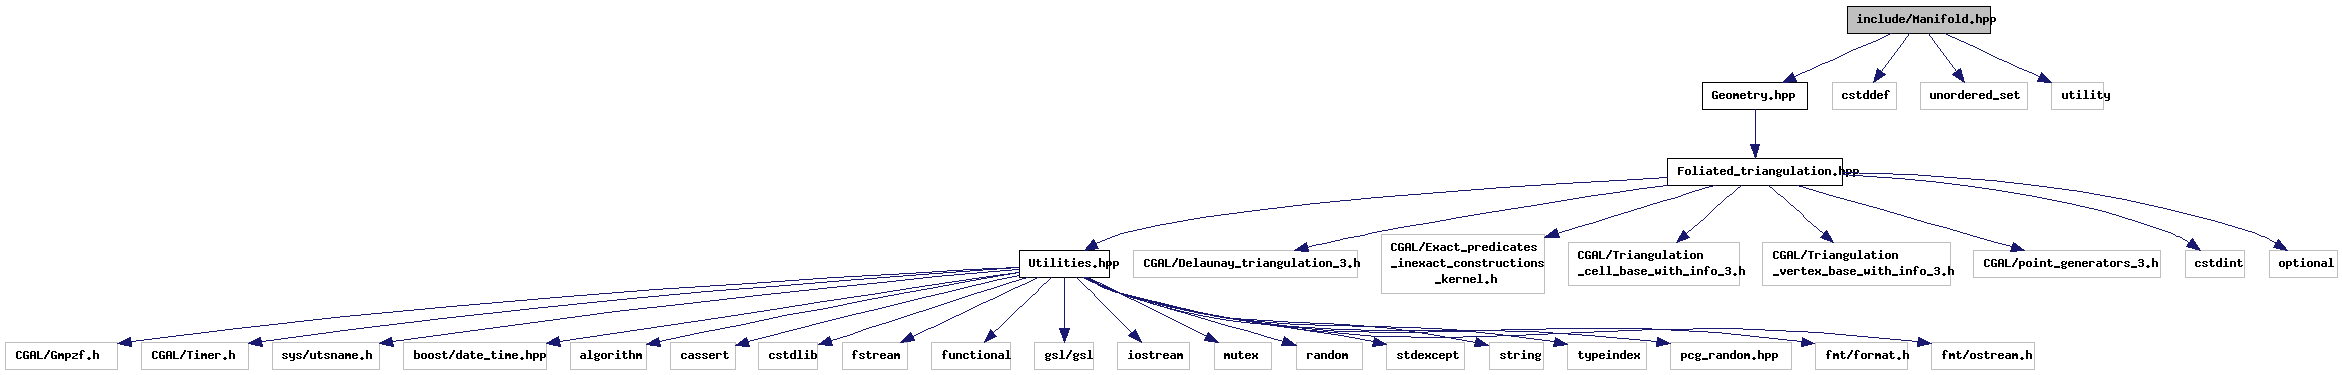 include/Manifold.hpp
Geometry.hpp
cstddef
unordered_set
utility
Foliated_triangulation.hpp
Utilities.hpp
CGAL/Delaunay_triangulation_3.h
CGAL/Exact_predicates
_inexact_constructions
_kernel.h
CGAL/Triangulation
_cell_base_with_info_3.h
CGAL/Triangulation
_vertex_base_with_info_3.h
CGAL/point_generators_3.h
cstdint
optional
CGAL/Gmpzf.h
CGAL/Timer.h
sys/utsname.h
boost/date_time.hpp
algorithm
cassert
cstdlib
fstream
functional
gsl/gsl
iostream
mutex
random
stdexcept
string
typeindex
pcg_random.hpp
fmt/format.h
fmt/ostream.h